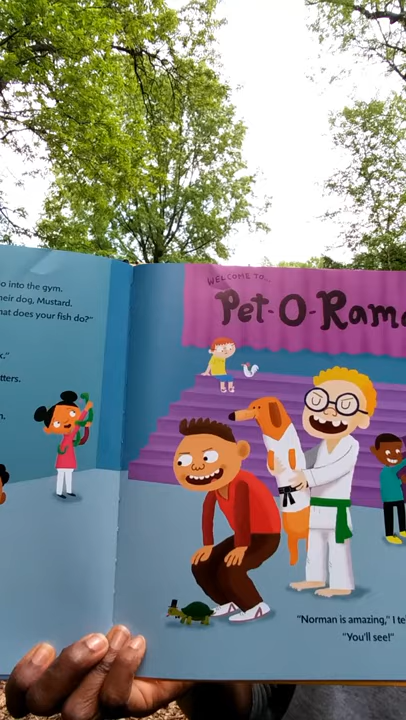 o into the gym.
heir dog, Mustard.
hat does your fish do?"
x."
tters.
n.
WELCOME TO...
Pet-O-Rama
"Norman is amazing," I te
"You'll see!"